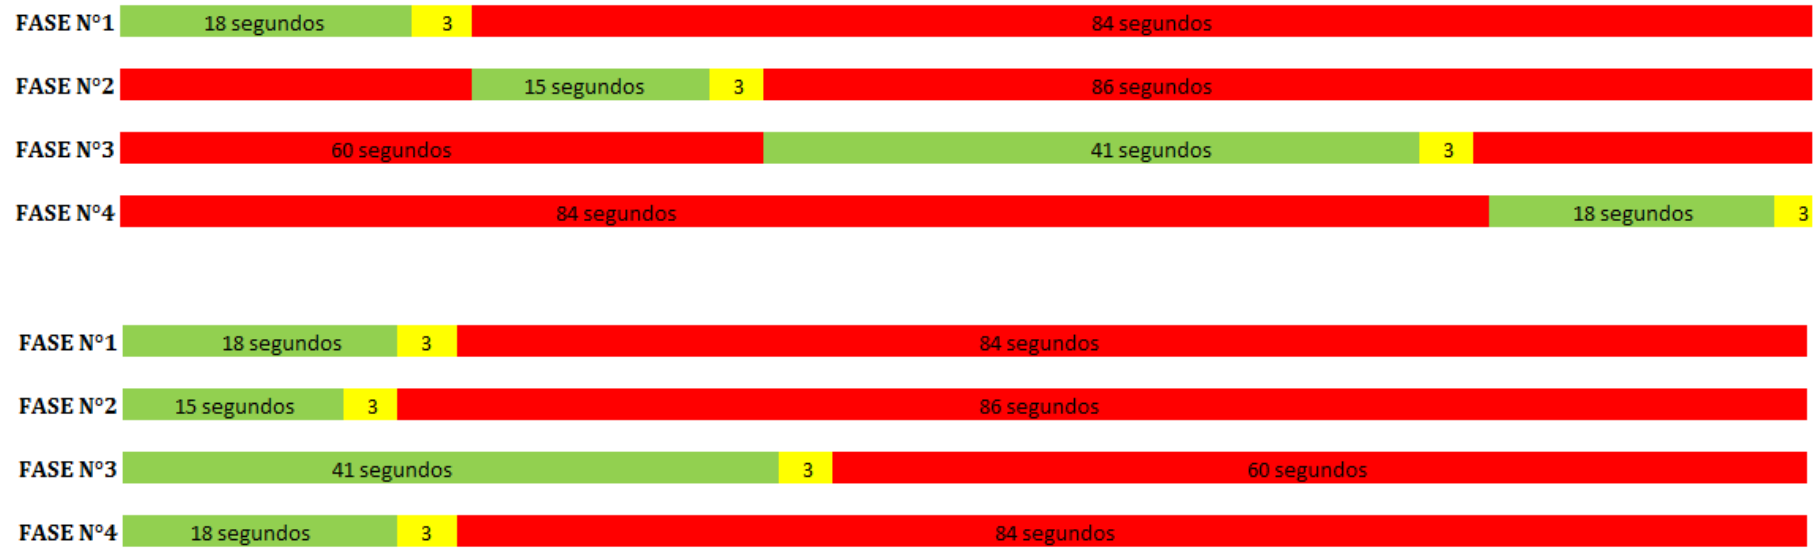 FASE N°1 18 segundos 3 84 segundos
FASE N°2 15 segundos 3 86 segundos
FASE N°3 60 segundos 41 segundos 3
FASE N°4 84 segundos 18 segundos 3
FASE N°1 18 segundos 3 84 segundos
FASE N°2 15 segundos 3 86 segundos
FASE N°3 41 segundos 3 60 segundos
FASE N°4 18 segundos 3 84 segundos